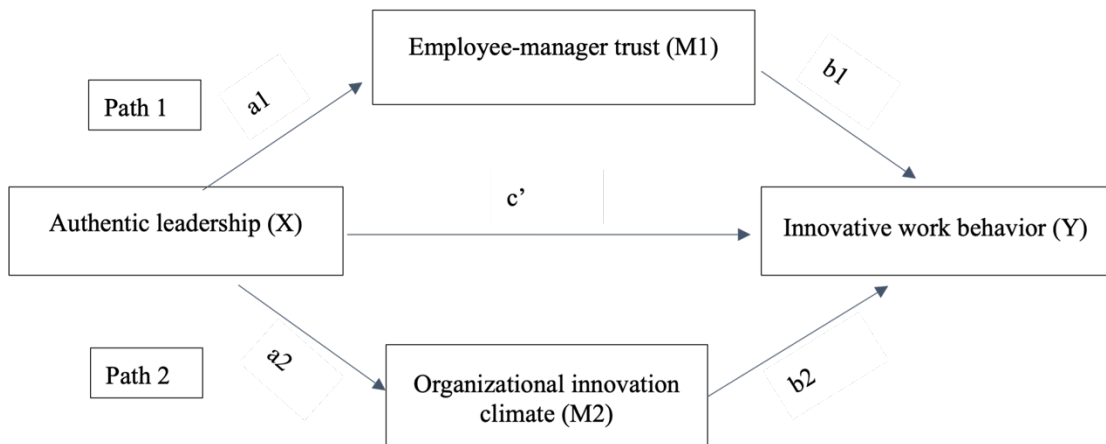 Employee-manager trust (M1)
b1
a1
Path 1
c’
Authentic leadership (X)
Innovative work behavior (Y)
a2
b2
Path 2
Organizational innovation
climate (M2)